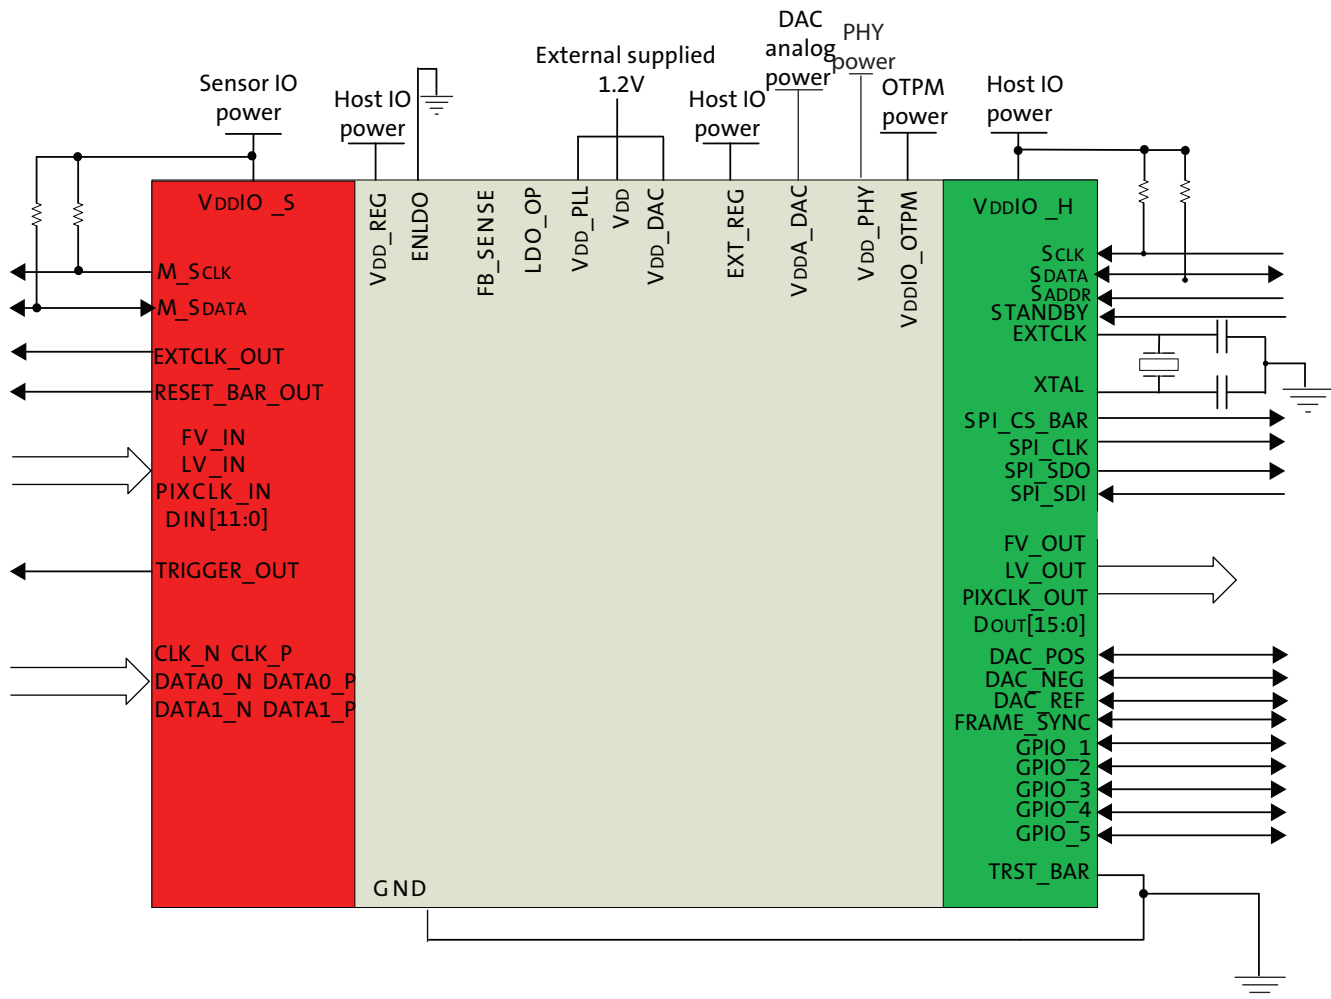 Sensor IO
power
Host IO
power
External supplied
1.2V
Host IO
power
DAC
analog
power
PHY
power
OTPM
power
Host IO
power
VDDIO _S
VDD_REG
ENLDO
FB_SENSE
LDO_OP
VDD_PLL
VDD
VDD_DAC
EXT_REG
VDDA_DAC
VDD_PHY
VDDIO_OTPM
VDDIO _H
M_SCLK
M_SDATA
EXTCLK_OUT
RESET_BAR_OUT
FV_IN
LV_IN
PIXCLK_IN
DIN[11:0]
TRIGGER_OUT
CLK_N CLK_P
DATA0_N DATA0_P
DATA1_N DATA1_P
SCLK
SDATA
SADDR
STANDBY
EXTCLK
XTAL
SPI_CS_BAR
SPI_CLK
SPI_SDO
SPI_SDI
FV_OUT
LV_OUT
PIXCLK_OUT
DOUT[15:0]
DAC_POS
DAC_NEG
DAC_REF
FRAME_SYNC
GPIO_1
GPIO_2
GPIO_3
GPIO_4
GPIO_5
TRST_BAR
GND